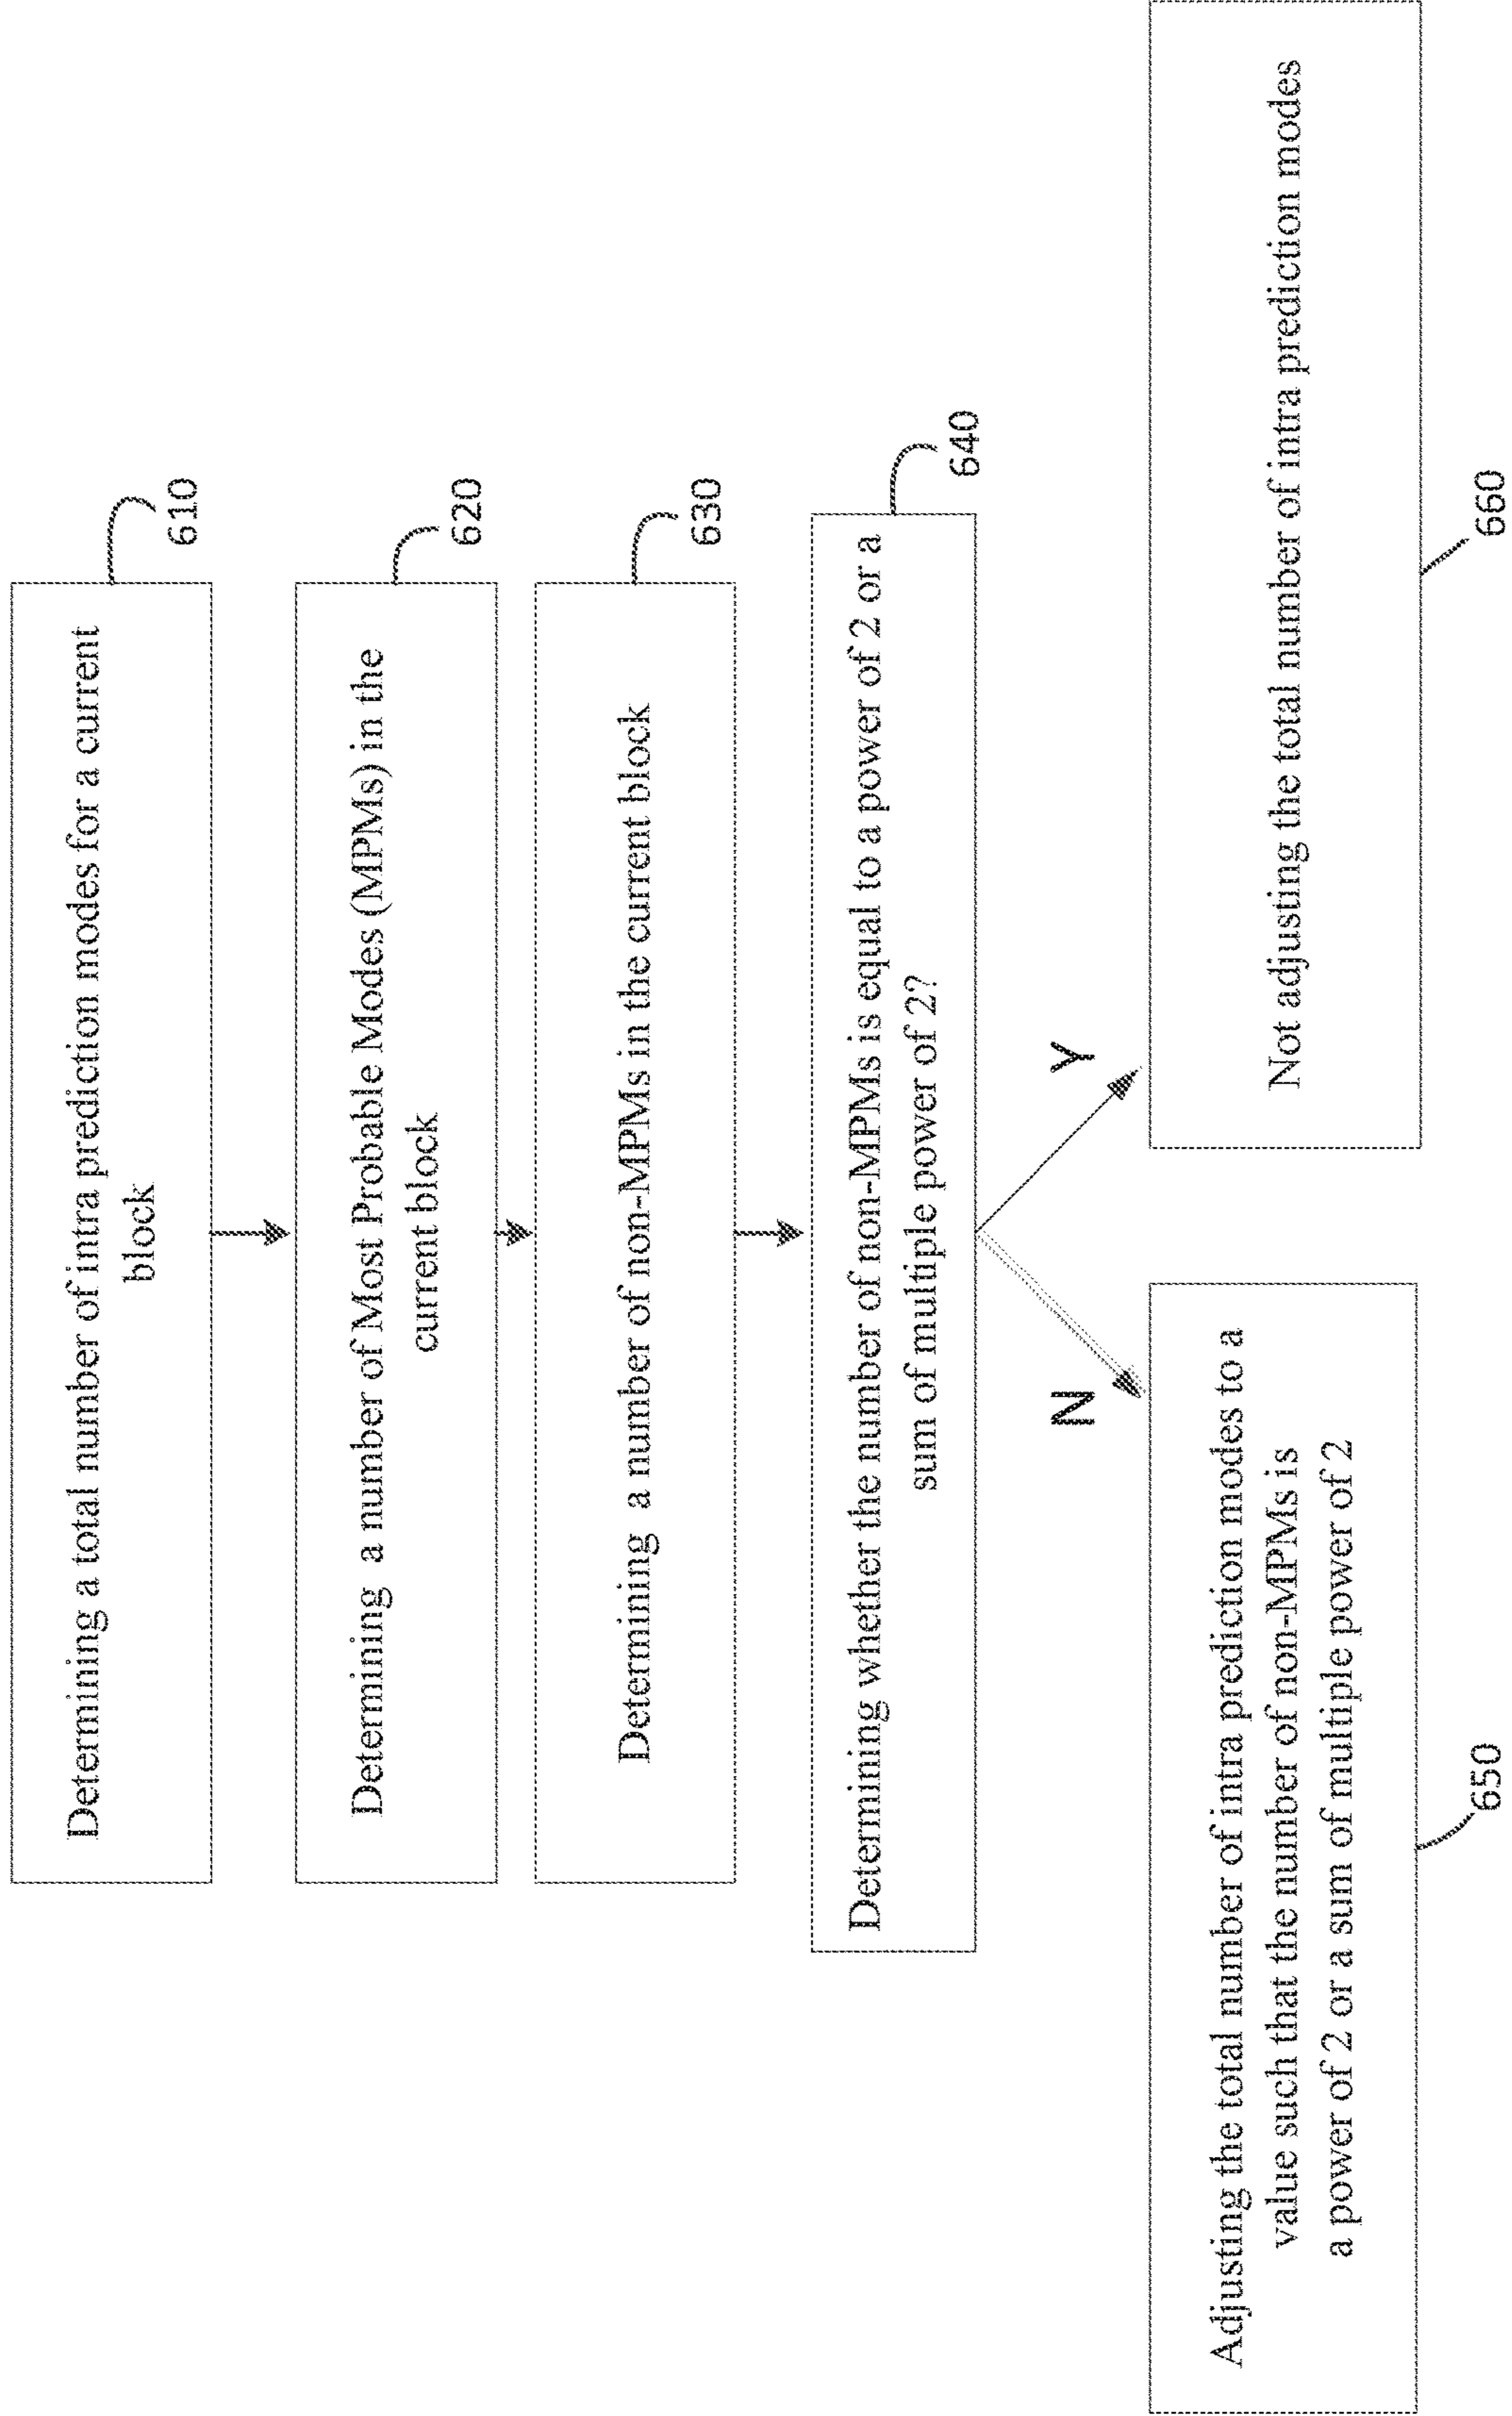 Determining a total number of intra prediction modes for a current
block
610
Determining a number of Most Probable Modes (MPMs) in the
current block
620
Determining a number of non-MPMs in the current block
630
Determining whether the number of non-MPMs is equal to a power of 2 or a
sum of multiple power of 2?
640
N
Y
Adjusting the total number of intra prediction modes to a
value such that the number of non-MPMs is
a power of 2 or a sum of multiple power of 2
650
Not adjusting the total number of intra prediction modes
660